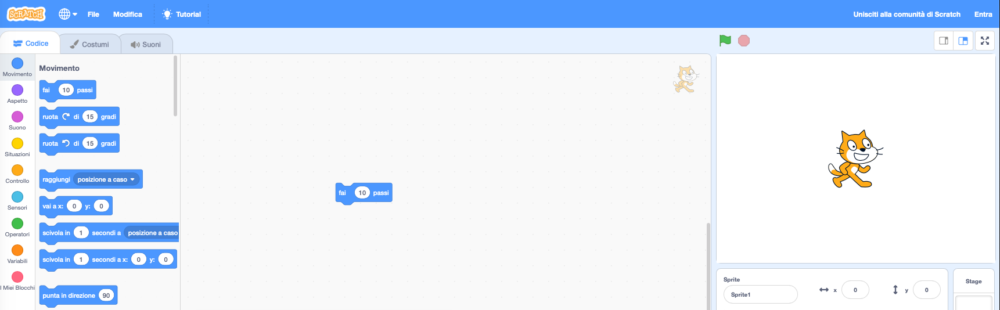 SCRATCH File Modifica Tutorial Unisciti alla comunità di Scratch Entra
Codice Costumi Suoni
Movimento
Aspetto
Suono
Situazioni
Controllo
Sensori
Operatori
Variabili
I Miei Blocchi
Movimento
fai 10 passi
ruota di 15 gradi
ruota di 15 gradi
raggiungi posizione a caso
vai a x: 0 y: 0
scivola in 1 secondi a posizione a caso
scivola in 1 secondi a x: 0 y: 0
punta in direzione 90
fai 10 passi
Sprite
Sprite1 x 0 y 0
Stage